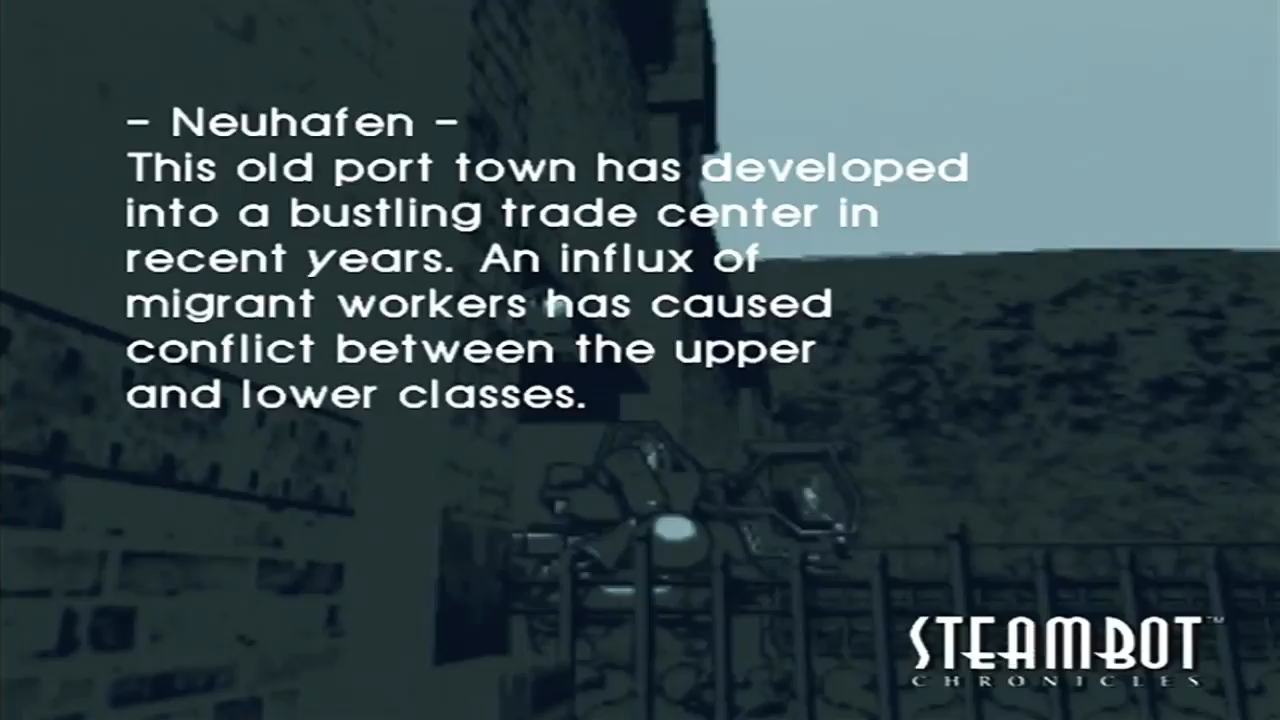 - Neuhafen -
This old port town has developed
into a bustling trade center in
recent years. An influx of
migrant workers has caused
conflict between the upper
and lower classes.
STEAMBOT™
CHRONICLES